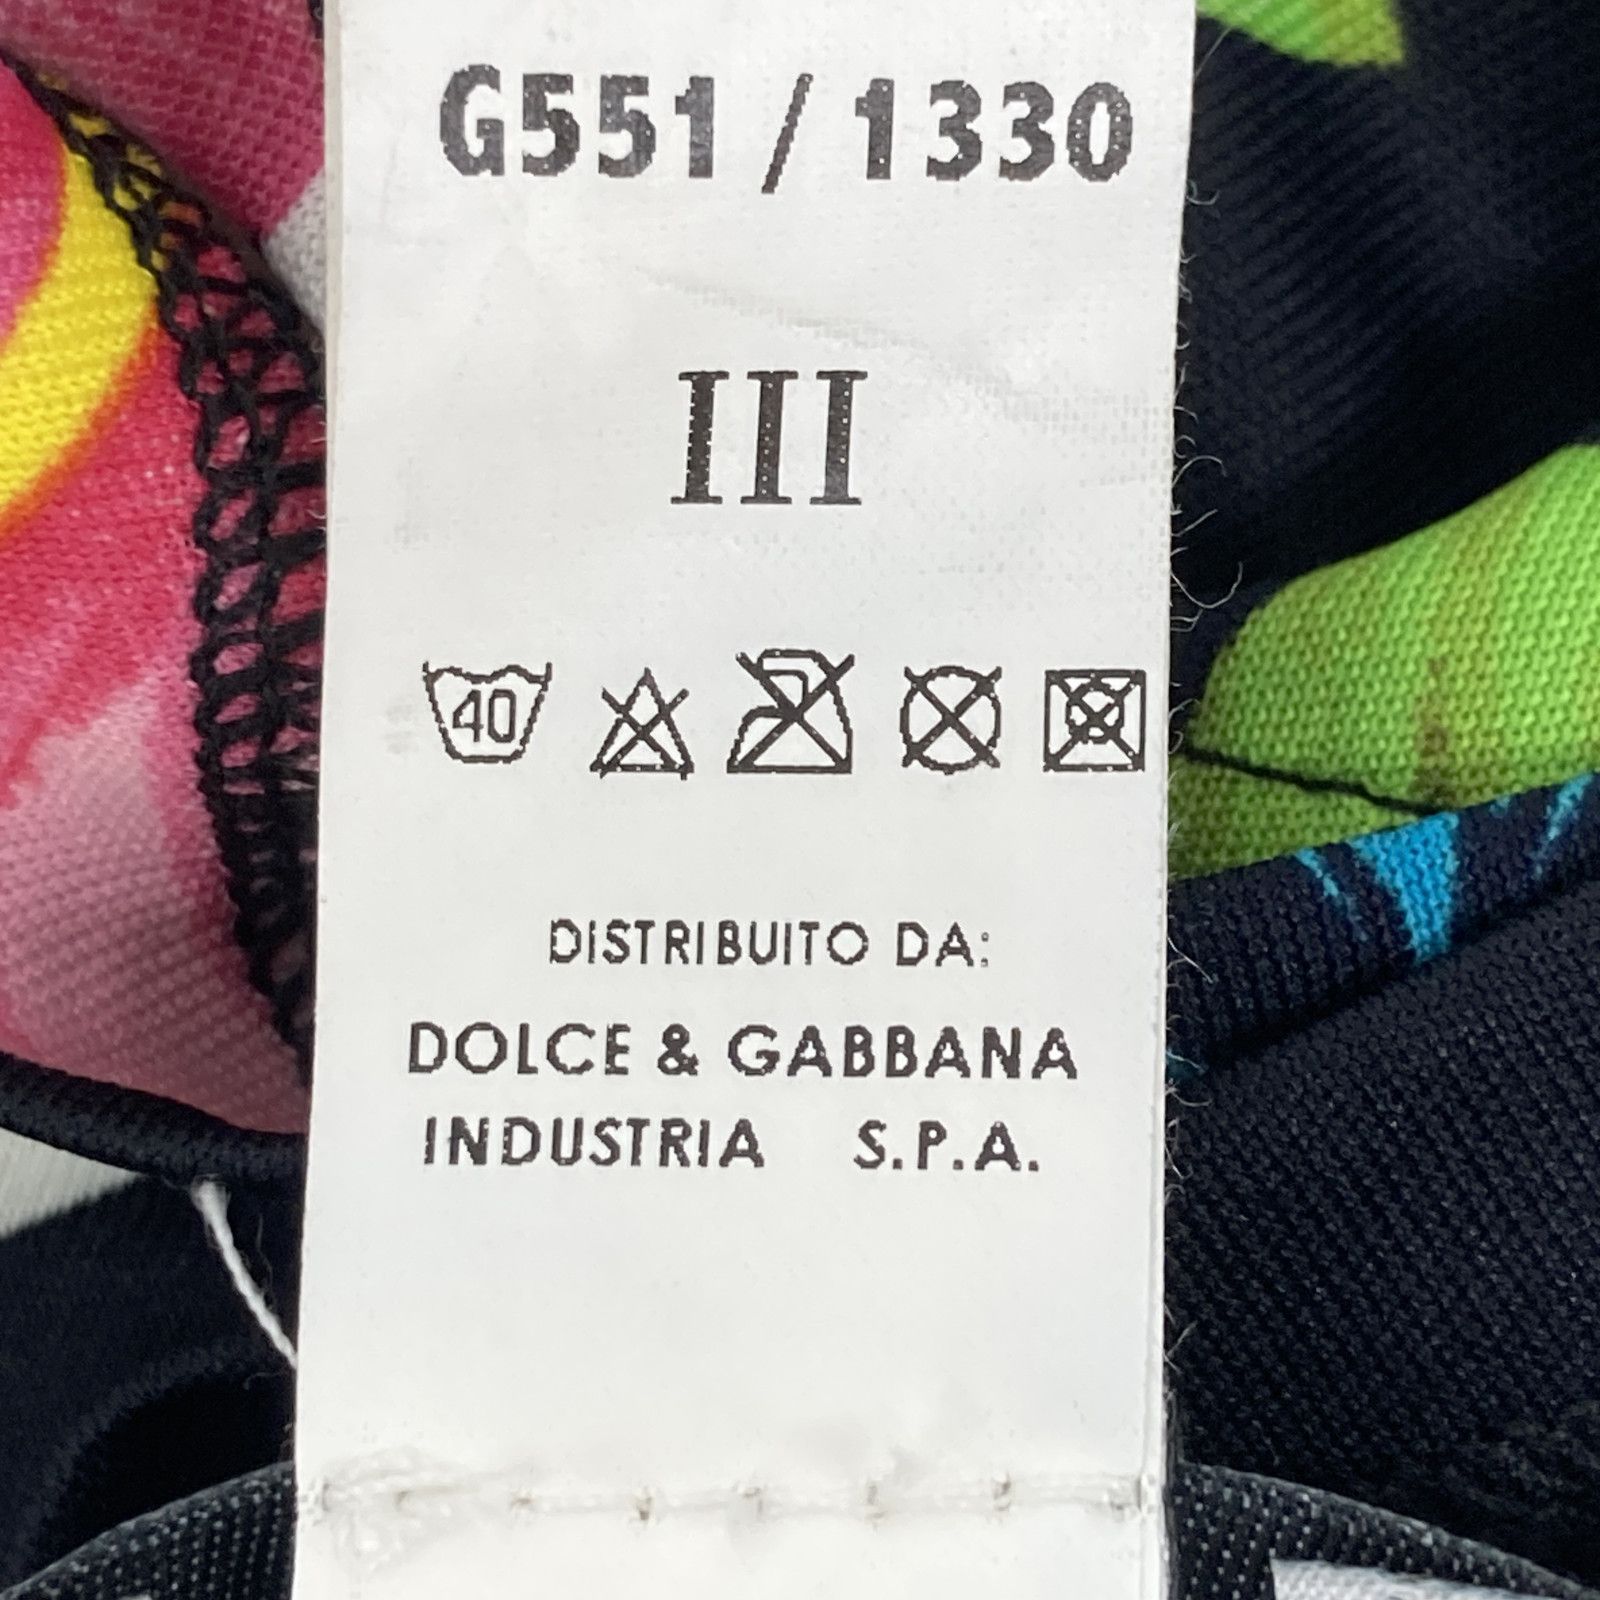 G551 / 1330
III
40
DISTRIBUITO DA:
DOLCE & GABBANA
INDUSTRIA S.P.A.